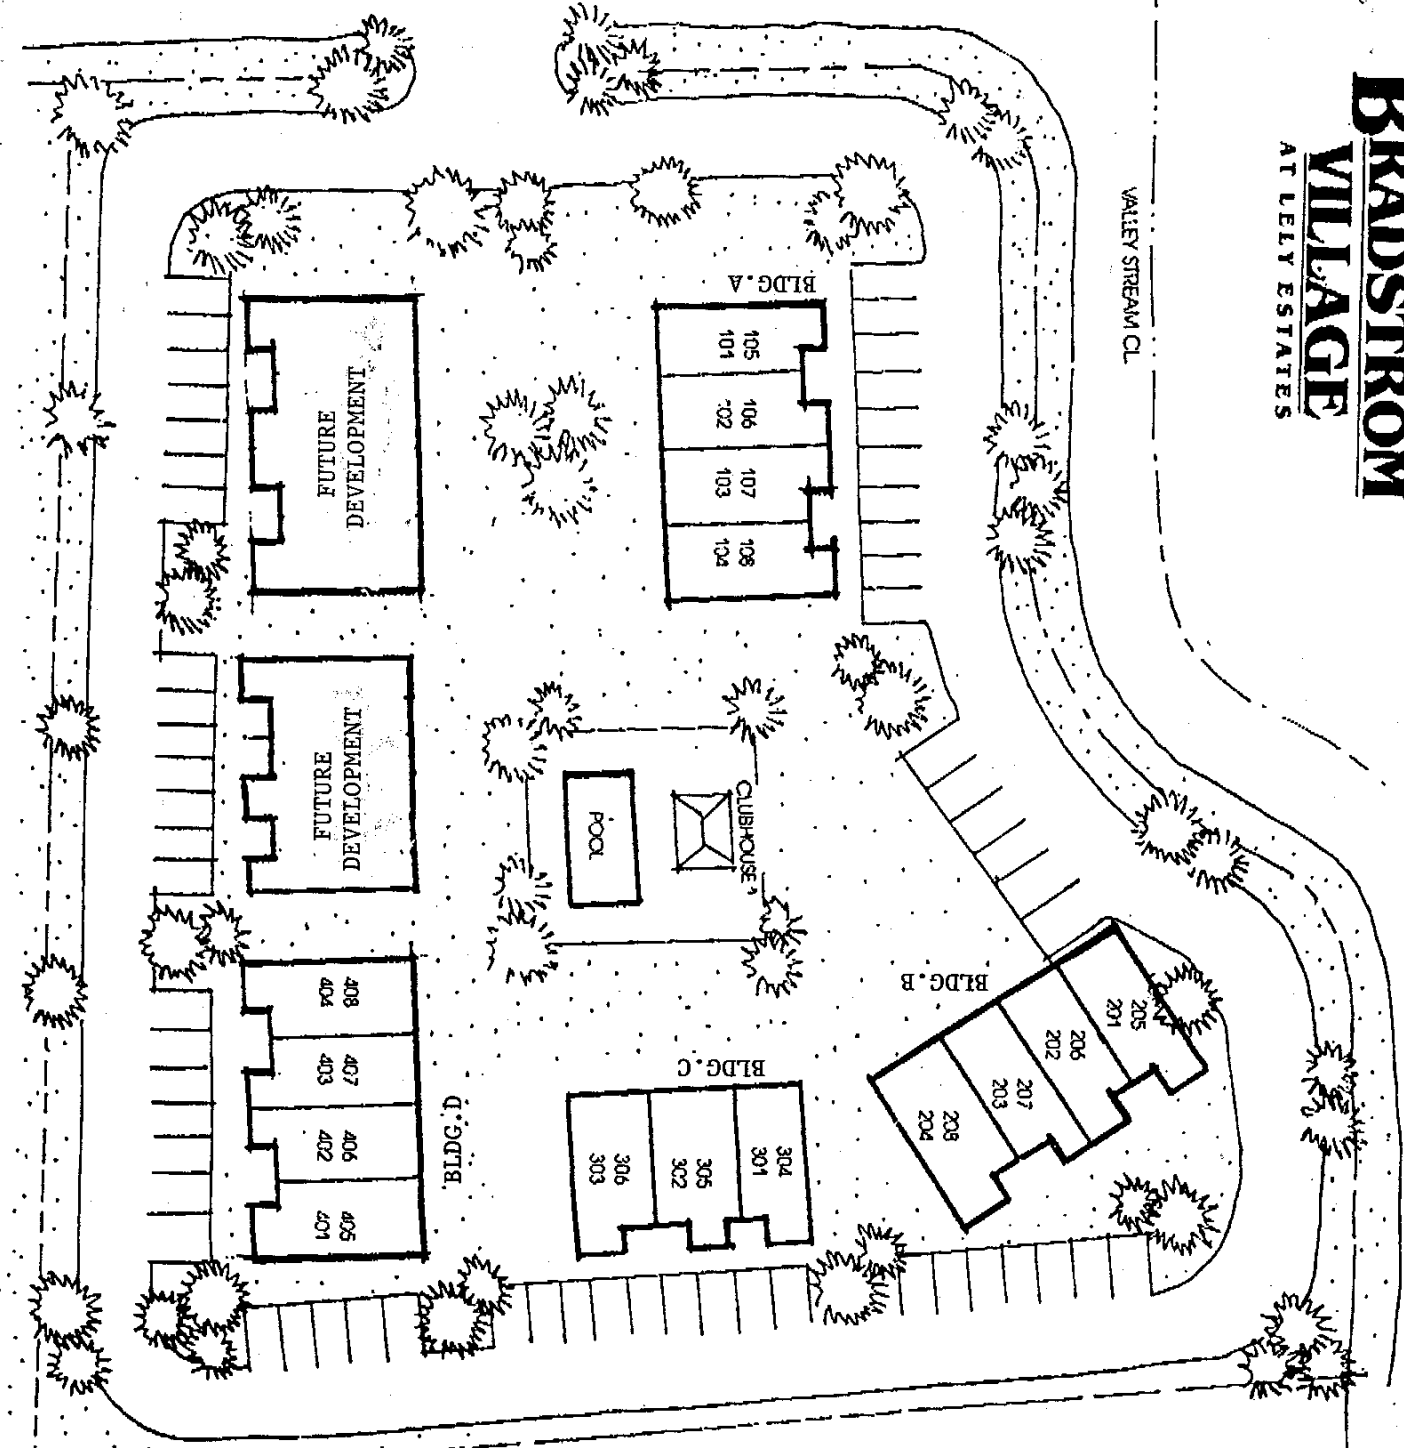 BRADSTROM
VILLAGE
AT LELY ESTATES
VALLEY STREAM CL.
BLDG.A
105
101
106
102
107
103
108
104
FUTURE
DEVELOPMENT
FUTURE
DEVELOPMENT
POOL
CLUBHOUSE
BLDG.B
205
201
206
202
207
203
208
204
BLDG.C
304
301
305
302
306
303
BLDG.D
408
404
407
403
406
402
405
401